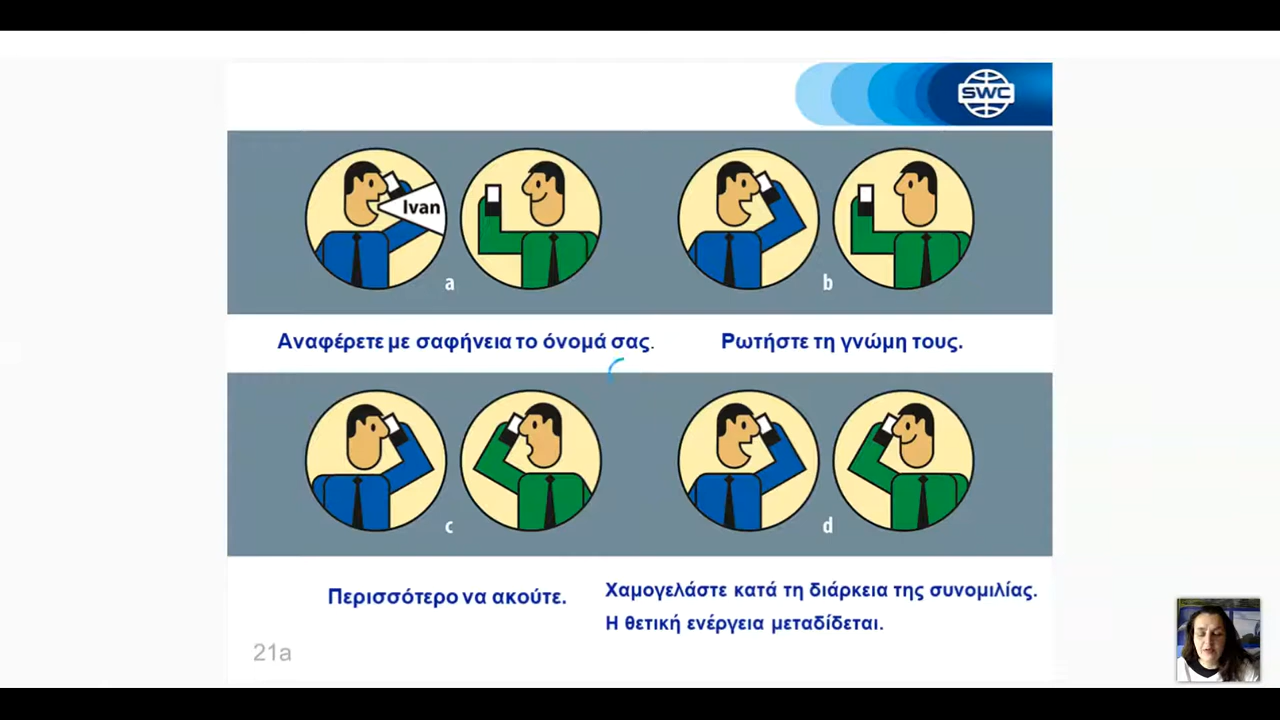 SWC
Ivan
a
b
Αναφέρετε με σαφήνεια το όνομά σας.
Ρωτήστε τη γνώμη τους.
c
d
Περισσότερο να ακούτε.
Χαμογελάστε κατά τη διάρκεια της συνομιλίας.
Η θετική ενέργεια μεταδίδεται.
21a